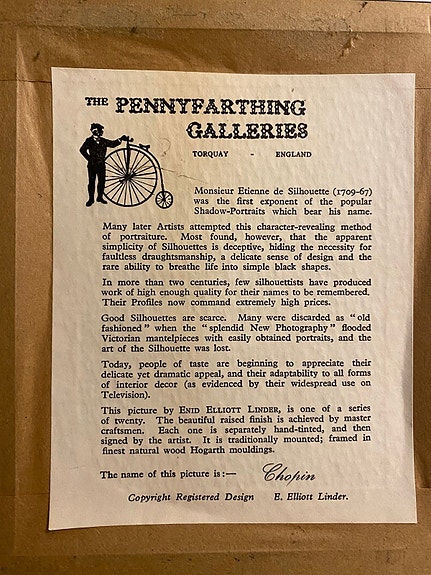 THE PENNYFARTHING
GALLERIES
TORQUAY - ENGLAND
Monsieur Etienne de Silhouette (1709-67)
was the first exponent of the popular
Shadow-Portraits which bear his name.
Many later Artists attempted this character-revealing method
of portraiture. Most found, however, that the apparent
simplicity of Silhouettes is deceptive, hiding the necessity for
faultless draughtsmanship, a delicate sense of design and the
rare ability to breathe life into simple black shapes.
In more than two centuries, few silhouettists have produced
work of high enough quality for their names to be remembered.
Their Profiles now command extremely high prices.
Good Silhouettes are scarce. Many were discarded as "old
fashioned" when the "splendid New Photography" flooded
Victorian mantelpieces with easily obtained portraits, and the
art of the Silhouette was lost.
Today, people of taste are beginning to appreciate their
delicate yet dramatic appeal, and their adaptability to all forms
of interior decor (as evidenced by their widespread use on
Television).
This picture by ENID ELLIOTT LINDER, is one of a series
of twenty. The beautiful raised finish is achieved by master
craftsmen. Each one is separately hand-tinted, and then
signed by the artist. It is traditionally mounted; framed in
finest natural wood Hogarth mouldings.
The name of this picture is :— Chopin
Copyright Registered Design E. Elliott Linder.